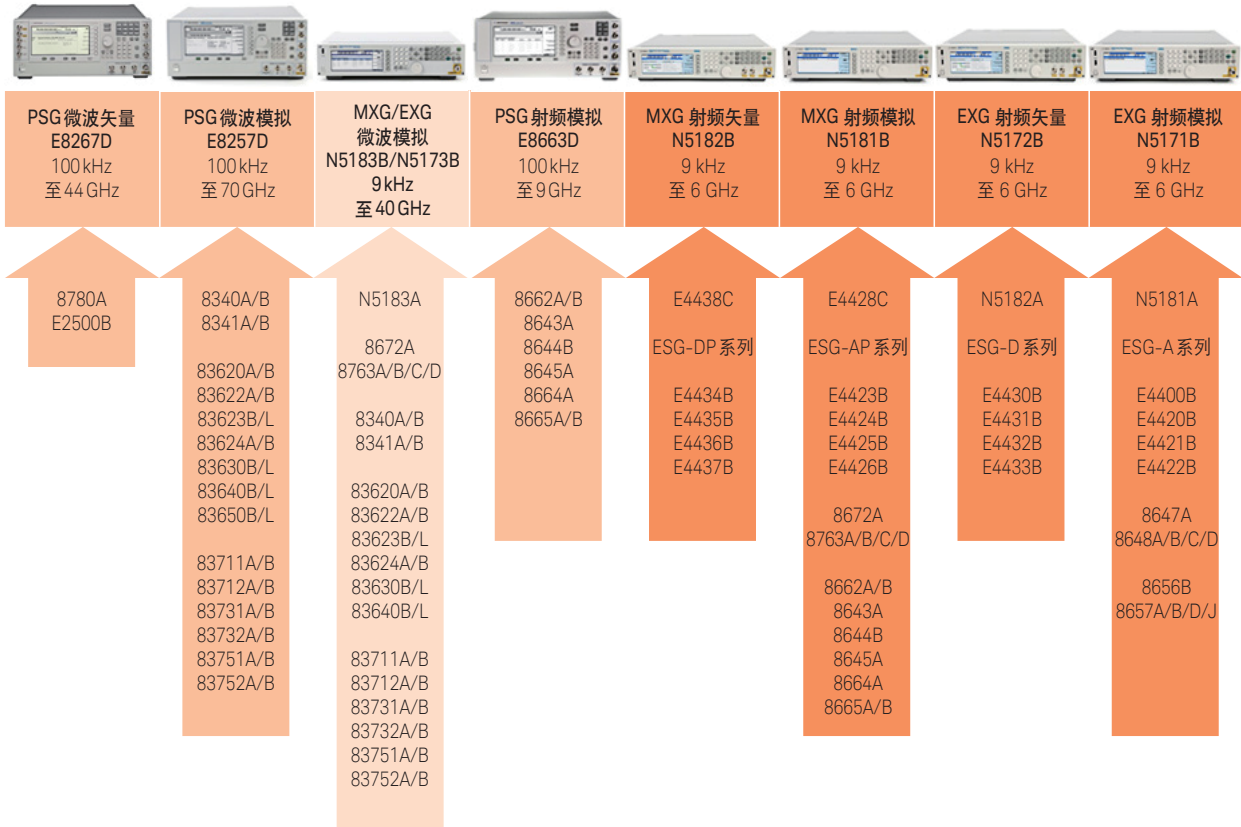 PSG 微波矢量
E8267D
100 kHz
至 44 GHz
PSG 微波模拟
E8257D
100 kHz
至 70 GHz
MXG/EXG
微波模拟
N5183B/N5173B
9 kHz
至 40 GHz
PSG 射频模拟
E8663D
100 kHz
至 9 GHz
MXG 射频矢量
N5182B
9 kHz
至 6 GHz
MXG 射频模拟
N5181B
9 kHz
至 6 GHz
EXG 射频矢量
N5172B
9 kHz
至 6 GHz
EXG 射频模拟
N5171B
9 kHz
至 6 GHz
8780A
E2500B
8340A/B
8341A/B
83620A/B
83622A/B
83623B/L
83624A/B
83630B/L
83640B/L
83650B/L
83711A/B
83712A/B
83731A/B
83732A/B
83751A/B
83752A/B
N5183A
8672A
8763A/B/C/D
8340A/B
8341A/B
83620A/B
83622A/B
83623B/L
83624A/B
83630B/L
83640B/L
83711A/B
83712A/B
83731A/B
83732A/B
83751A/B
83752A/B
8662A/B
8643A
8644B
8645A
8664A
8665A/B
E4438C
ESG-DP 系列
E4434B
E4435B
E4436B
E4437B
E4428C
ESG-AP 系列
E4423B
E4424B
E4425B
E4426B
8672A
8763A/B/C/D
8662A/B
8643A
8644B
8645A
8664A
8665A/B
N5182A
ESG-D 系列
E4430B
E4431B
E4432B
E4433B
N5181A
ESG-A 系列
E4400B
E4420B
E4421B
E4422B
8647A
8648A/B/C/D
8656B
8657A/B/D/J